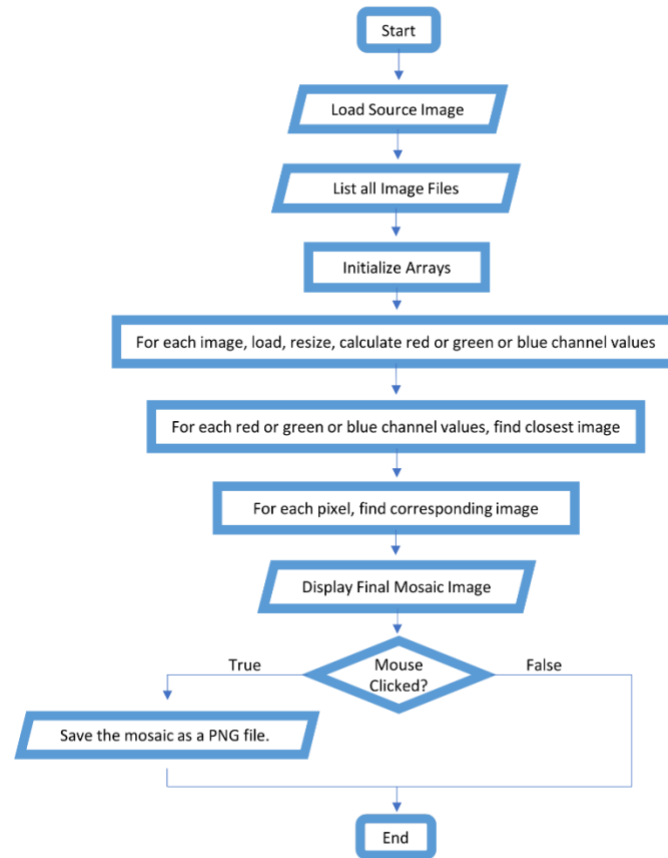 Start
Load Source Image
List all Image Files
Initialize Arrays
For each image, load, resize, calculate red or green or blue channel values
For each red or green or blue channel values, find closest image
For each pixel, find corresponding image
Display Final Mosaic Image
True
Mouse
Clicked?
False
Save the mosaic as a PNG file.
End